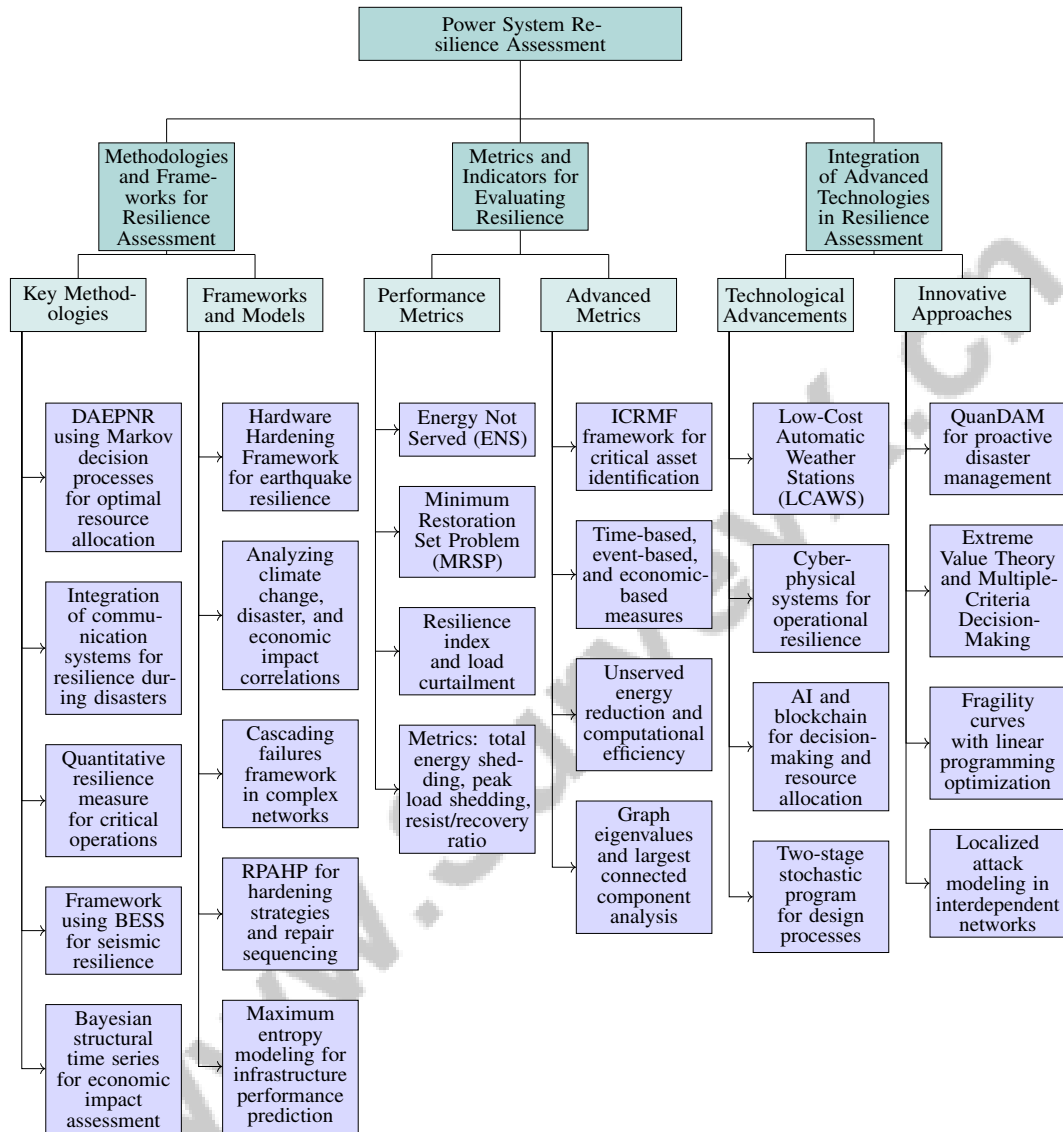 Power System Re-
silience Assessment
Methodologies
and Frame-
works for
Resilience
Assessment
Metrics and
Indicators for
Evaluating
Resilience
Integration
of Advanced
Technologies
in Resilience
Assessment
Key Method-
ologies
Frameworks
and Models
Performance
Metrics
Advanced
Metrics
Technological
Advancements
Innovative
Approaches
DAEPNR
using Markov
decision
processes
for optimal
resource
allocation
Integration
of commu-
nication
systems for
resilience dur-
ing disasters
Quantitative
resilience
measure
for critical
operations
Framework
using BESS
for seismic
resilience
Bayesian
structural
time series
for economic
impact
assessment
Hardware
Hardening
Framework
for earthquake
resilience
Analyzing
climate
change,
disaster, and
economic
impact
correlations
Cascading
failures
framework
in complex
networks
RPAHP for
hardening
strategies
and repair
sequencing
Maximum
entropy
modeling for
infrastructure
performance
prediction
Energy Not
Served (ENS)
Minimum
Restoration
Set Problem
(MRSP)
Resilience
index
and load
curtailment
Metrics: total
energy shed-
ding, peak
load shedding,
resist/recovery
ratio
ICRMF
framework for
critical asset
identification
Time-based,
event-based,
and economic-
based
measures
Unserved
energy
reduction and
computational
efficiency
Graph
eigenvalues
and largest
connected
component
analysis
Low-Cost
Automatic
Weather
Stations
(LCAWS)
Cyber-
physical
systems for
operational
resilience
AI and
blockchain
for decision-
making and
resource
allocation
Two-stage
stochastic
program
for design
processes
QuanDAM
for proactive
disaster
management
Extreme
Value Theory
and Multiple-
Criteria
Decision-
Making
Fragility
curves
with linear
programming
optimization
Localized
attack
modeling in
interdependent
networks